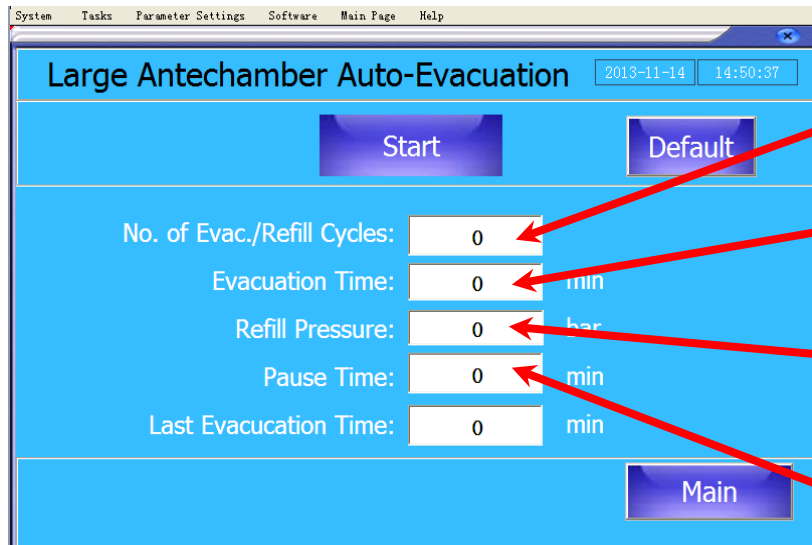 System Tasks Parameter Settings Software Main Page Help
Large Antechamber Auto-Evacuation 2013-11-14 14:50:37
Start Default
No. of Evac./Refill Cycles: 0
Evacuation Time: 0 min
Refill Pressure: 0 bar
Pause Time: 0 min
Last Evacucation Time: 0 min
Main